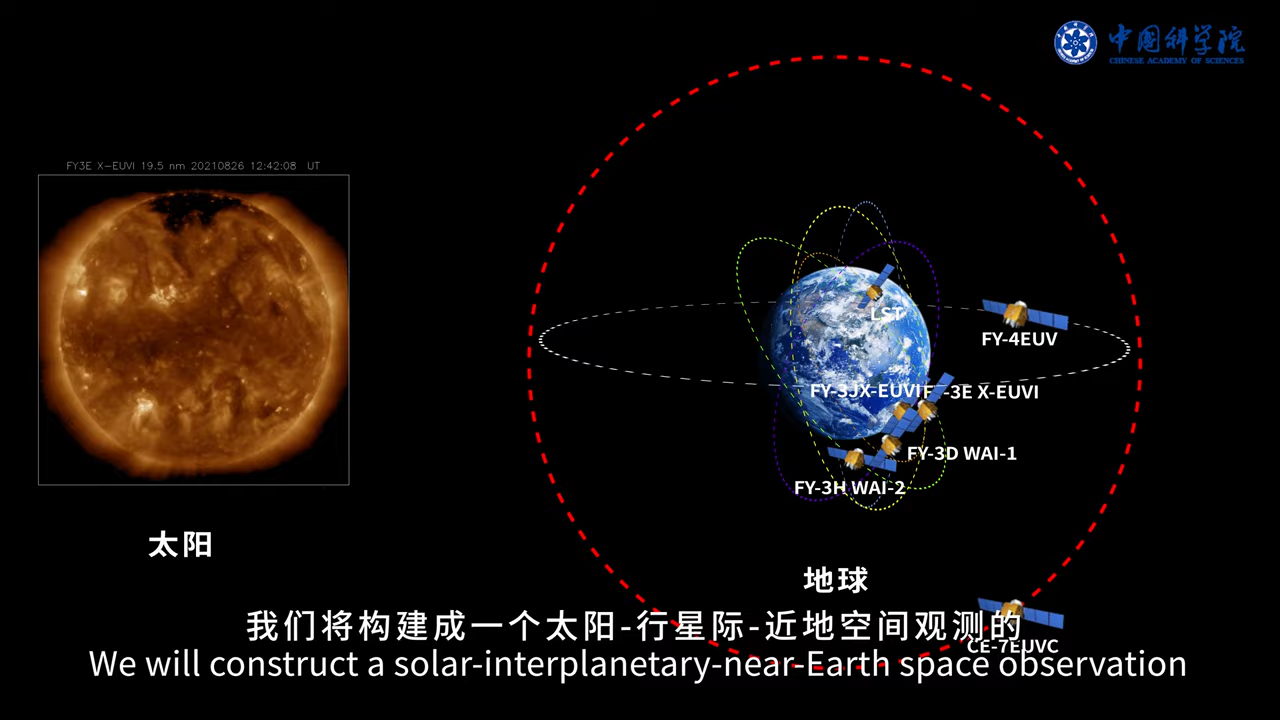 中国科学院
CHINESE ACADEMY OF SCIENCES
FY3E X-EUVI 19.5 nm 20210826 12:42:08 UT
LST
FY-4EUV
FY-3JX-EUVI
-3E X-EUVI
FY-3D WAI-1
FY-3H WAI-2
太阳
地球
我们将构建成一个太阳-行星际-近地空间观测的
CE-7EUVC
We will construct a solar-interplanetary-near-Earth space observation